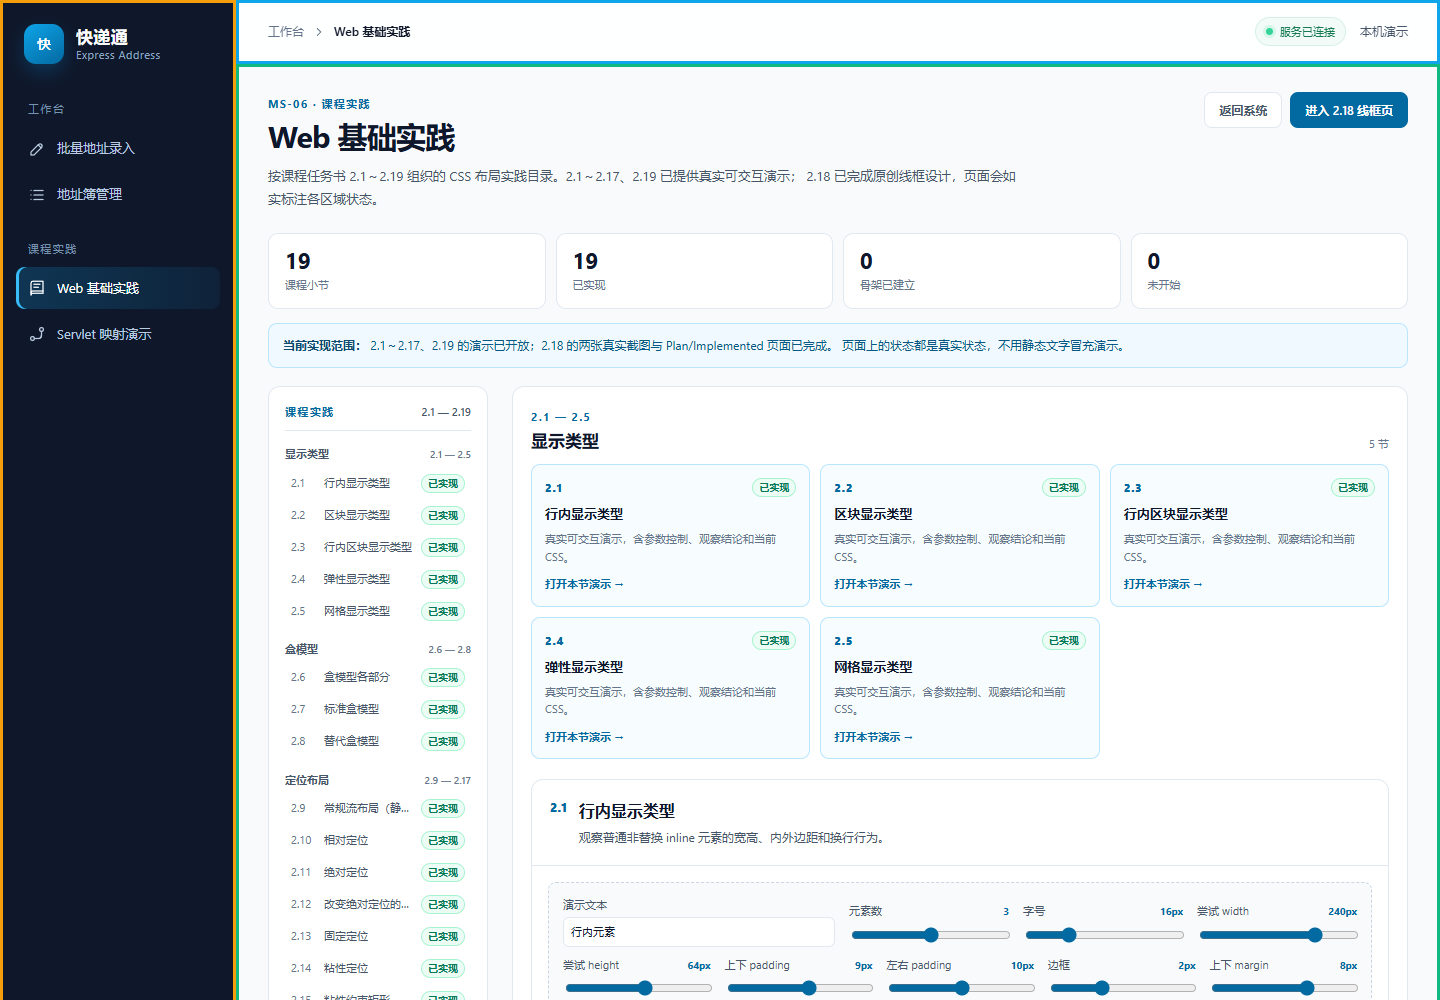 快
快递通
Express Address
工作台
批量地址录入
地址簿管理
课程实践
Web 基础实践
Servlet 映射演示
工作台 > Web 基础实践
服务已连接
本机演示
MS-06 · 课程实践
Web 基础实践
按课程任务书 2.1～2.19 组织的 CSS 布局实践目录。2.1～2.17、2.19 已提供真实可交互演示； 2.18 已完成原创线框设计，页面会如
实标注各区域状态。
返回系统
进入 2.18 线框页
19
课程小节
19
已实现
0
骨架已建立
0
未开始
当前实现范围： 2.1～2.17、2.19 的演示已开放；2.18 的两张真实截图与 Plan/Implemented 页面已完成。 页面上的状态都是真实状态，不用静态文字冒充演示。
课程实践 2.1 — 2.19
显示类型 2.1 — 2.5
2.1 行内显示类型 已实现
2.2 区块显示类型 已实现
2.3 行内区块显示类型 已实现
2.4 弹性显示类型 已实现
2.5 网格显示类型 已实现
盒模型 2.6 — 2.8
2.6 盒模型各部分 已实现
2.7 标准盒模型 已实现
2.8 替代盒模型 已实现
定位布局 2.9 — 2.17
2.9 常规流布局（静... 已实现
2.10 相对定位 已实现
2.11 绝对定位 已实现
2.12 改变绝对定位的... 已实现
2.13 固定定位 已实现
2.14 粘性定位 已实现
2.15 粘性约束矩形 已实现
2.1 — 2.5
显示类型
5 节
2.1 已实现
行内显示类型
真实可交互演示，含参数控制、观察结论和当前
CSS。
打开本节演示 →
2.2 已实现
区块显示类型
真实可交互演示，含参数控制、观察结论和当前
CSS。
打开本节演示 →
2.3 已实现
行内区块显示类型
真实可交互演示，含参数控制、观察结论和当前
CSS。
打开本节演示 →
2.4 已实现
弹性显示类型
真实可交互演示，含参数控制、观察结论和当前
CSS。
打开本节演示 →
2.5 已实现
网格显示类型
真实可交互演示，含参数控制、观察结论和当前
CSS。
打开本节演示 →
2.1 行内显示类型
观察普通非替换 inline 元素的宽高、内外边距和换行行为。
演示文本
行内元素
元素数 3
字号 16px
尝试 width 240px
尝试 height 64px
上下 padding 9px
左右 padding 10px
边框 2px
上下 margin 8px